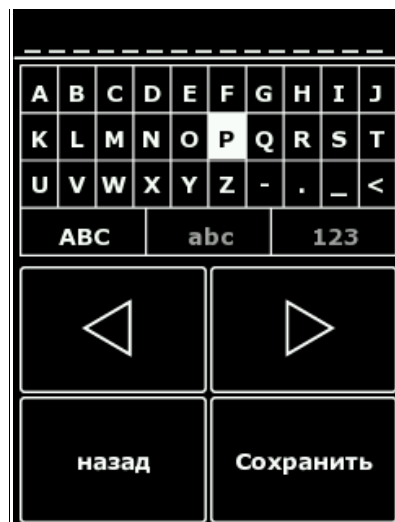 A B C D E F G H I J
K L M N O P Q R S T
U V W X Y Z - . _ <
ABC abc 123
назад Сохранить